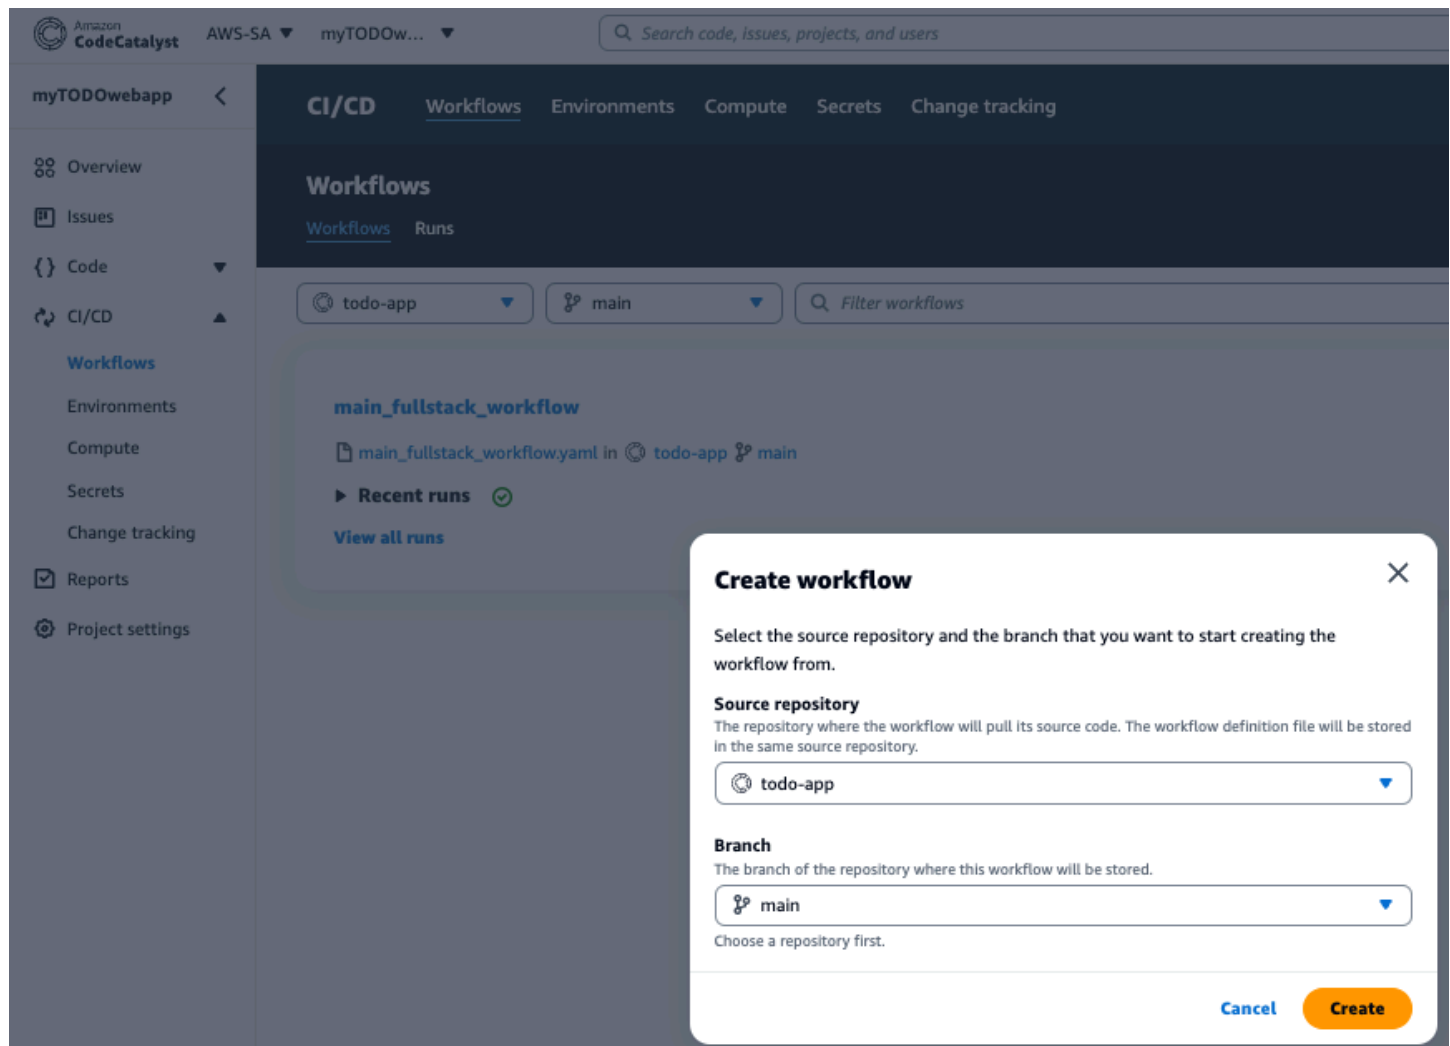 Amazon
CodeCatalyst
AWS-SA
myTODOw...
Search code, issues, projects, and users
myTODOwebapp
CI/CD
Workflows
Environments
Compute
Secrets
Change tracking
Overview
Issues
Code
CI/CD
Workflows
Environments
Compute
Secrets
Change tracking
Reports
Project settings
Workflows
Workflows
Runs
todo-app
main
Filter workflows
main_fullstack_workflow
main_fullstack_workflow.yaml in todo-app main
Recent runs
View all runs
Create workflow
Select the source repository and the branch that you want to start creating the
workflow from.
Source repository
The repository where the workflow will pull its source code. The workflow definition file will be stored
in the same source repository.
todo-app
Branch
The branch of the repository where this workflow will be stored.
main
Choose a repository first.
Cancel
Create